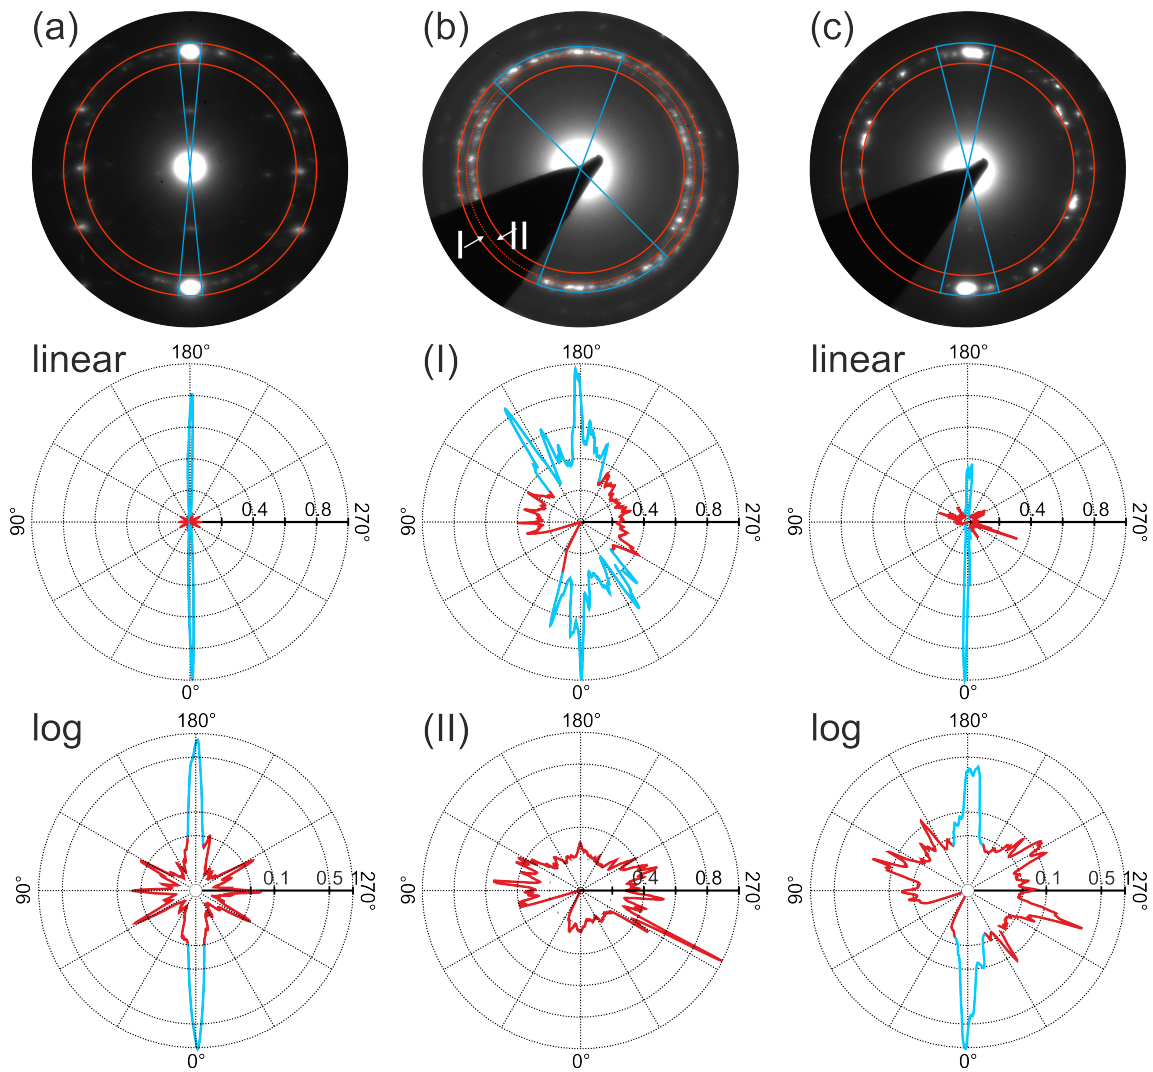 (a) (b) (c)
I II
linear 180° (I) 180° linear 180°
90° 0.4 0.8 270° 90° 0.4 0.8 270° 90° 0.4 0.8 270°
0° 0° 0°
log 180° (II) 180° log 180°
90° 0.1 0.5 1 270° 90° 0.4 0.8 270° 90° 0.1 0.5 1 270°
0° 0° 0°